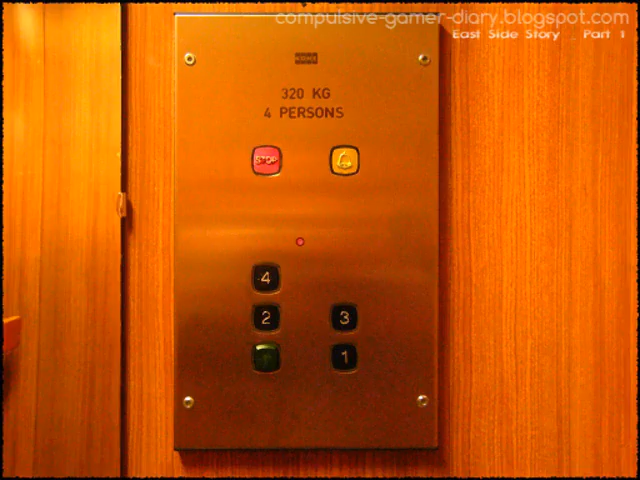 compulsive-gamer-diary.blogspot.com
East Side Story Part 1
KONE
320 KG
4 PERSONS
STOP
4
2 3
1